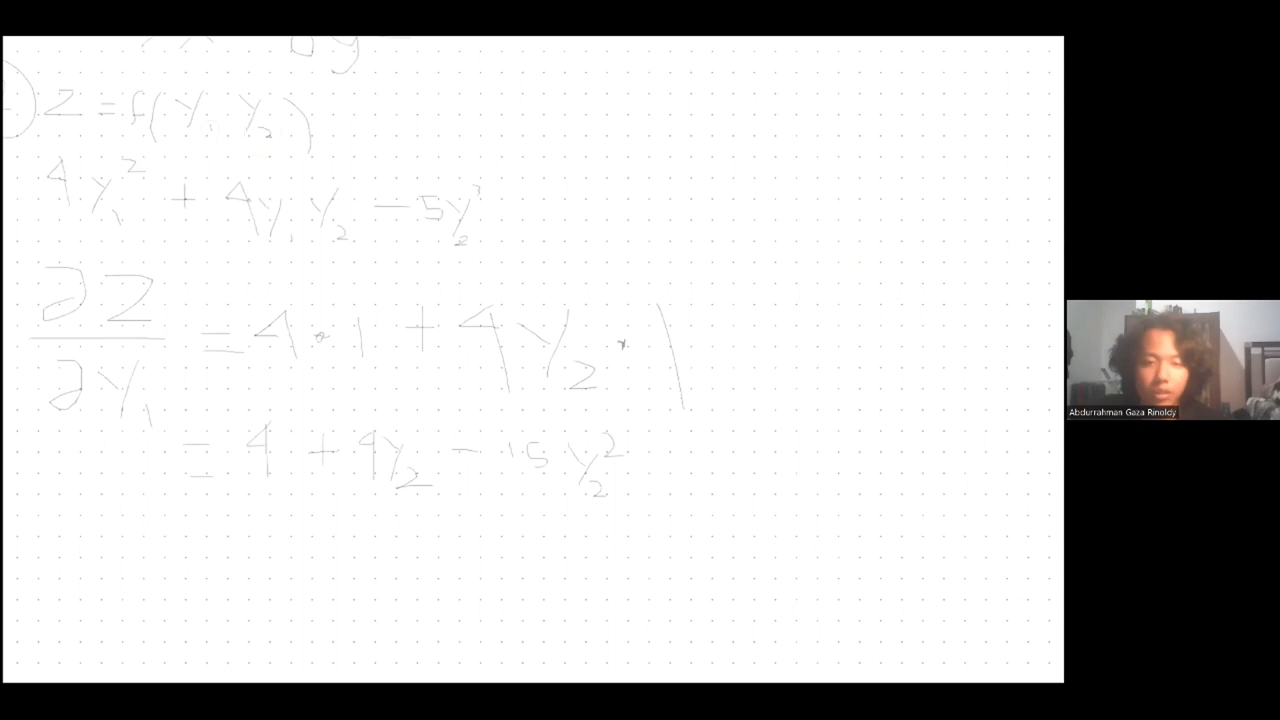 z = f(y₁ y₂)
4y₁² + 4y₁y₂ − 5y₂³
∂z/∂y₁ = 4 · 1 + 4y₂ · 1
= 4 + 4y₂ − 15y₂²
Abdurrahman Gaza Rinoldy